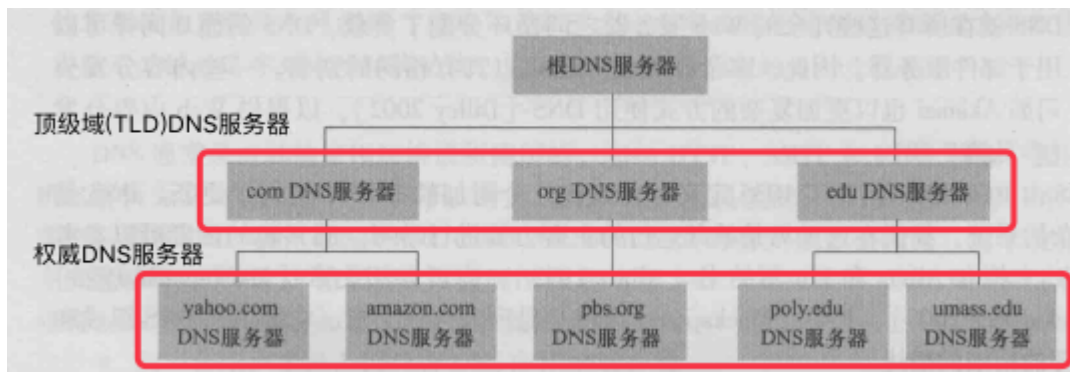 根DNS服务器
顶级域(TLD)DNS服务器
com DNS服务器
org DNS服务器
edu DNS服务器
权威DNS服务器
yahoo.com
DNS服务器
amazon.com
DNS服务器
pbs.org
DNS服务器
poly.edu
DNS服务器
umass.edu
DNS服务器